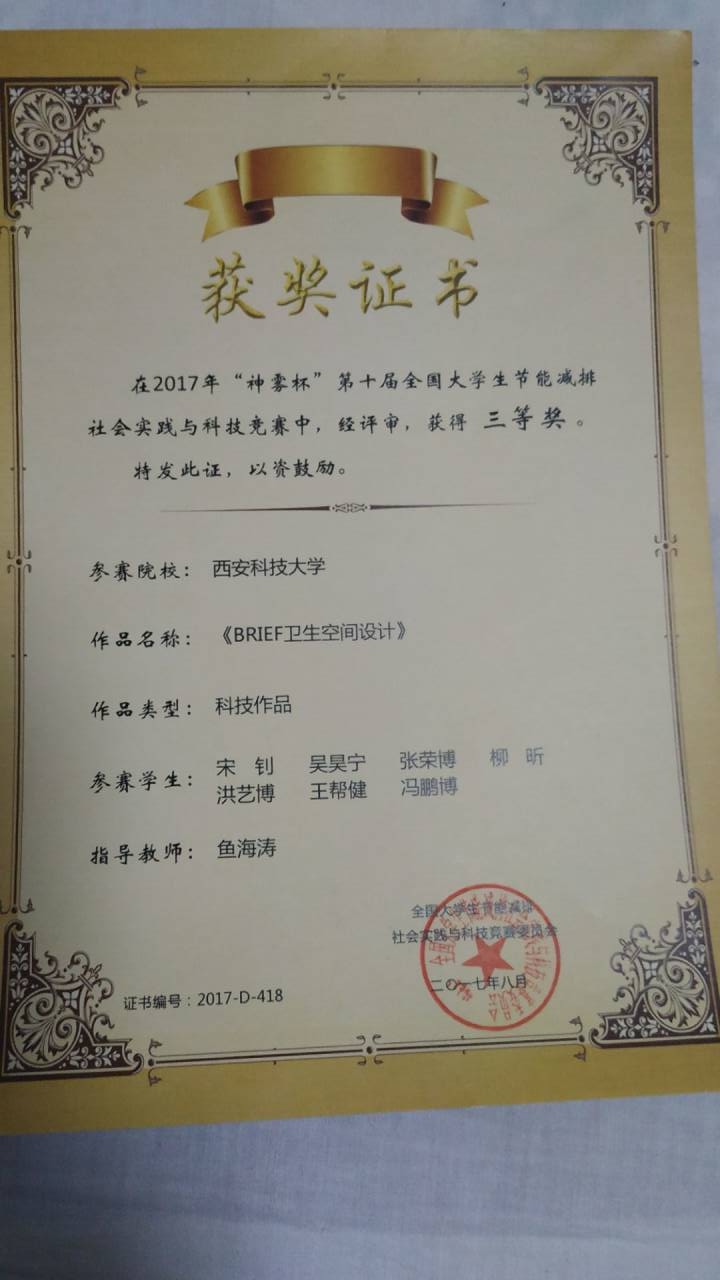 获奖证书
在2017年“神雾杯”第十届全国大学生节能减排
社会实践与科技竞赛中，经评审，获得 三等奖。
特发此证，以资鼓励。
参赛院校： 西安科技大学
作品名称： 《BRIEF卫生空间设计》
作品类型： 科技作品
参赛学生： 宋 钊 吴昊宁 张荣博 柳 昕
洪艺博 王帮健 冯鹏博
指导教师： 鱼海涛
全国大学生节能减排
社会实践与科技竞赛委员会
二〇一七年八月
证书编号：2017-D-418